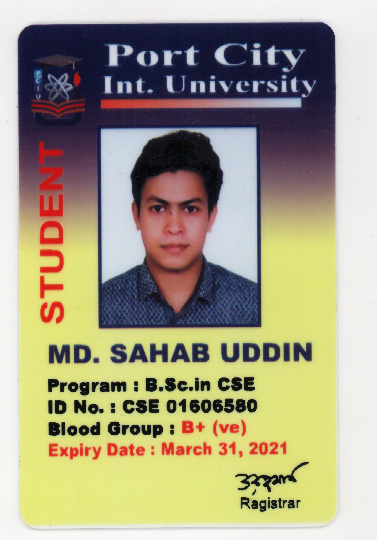 Port City
Int. University
STUDENT
MD. SAHAB UDDIN
Program : B.Sc.in CSE
ID No. : CSE 01606580
Blood Group : B+ (ve)
Expiry Date : March 31, 2021
Ragistrar